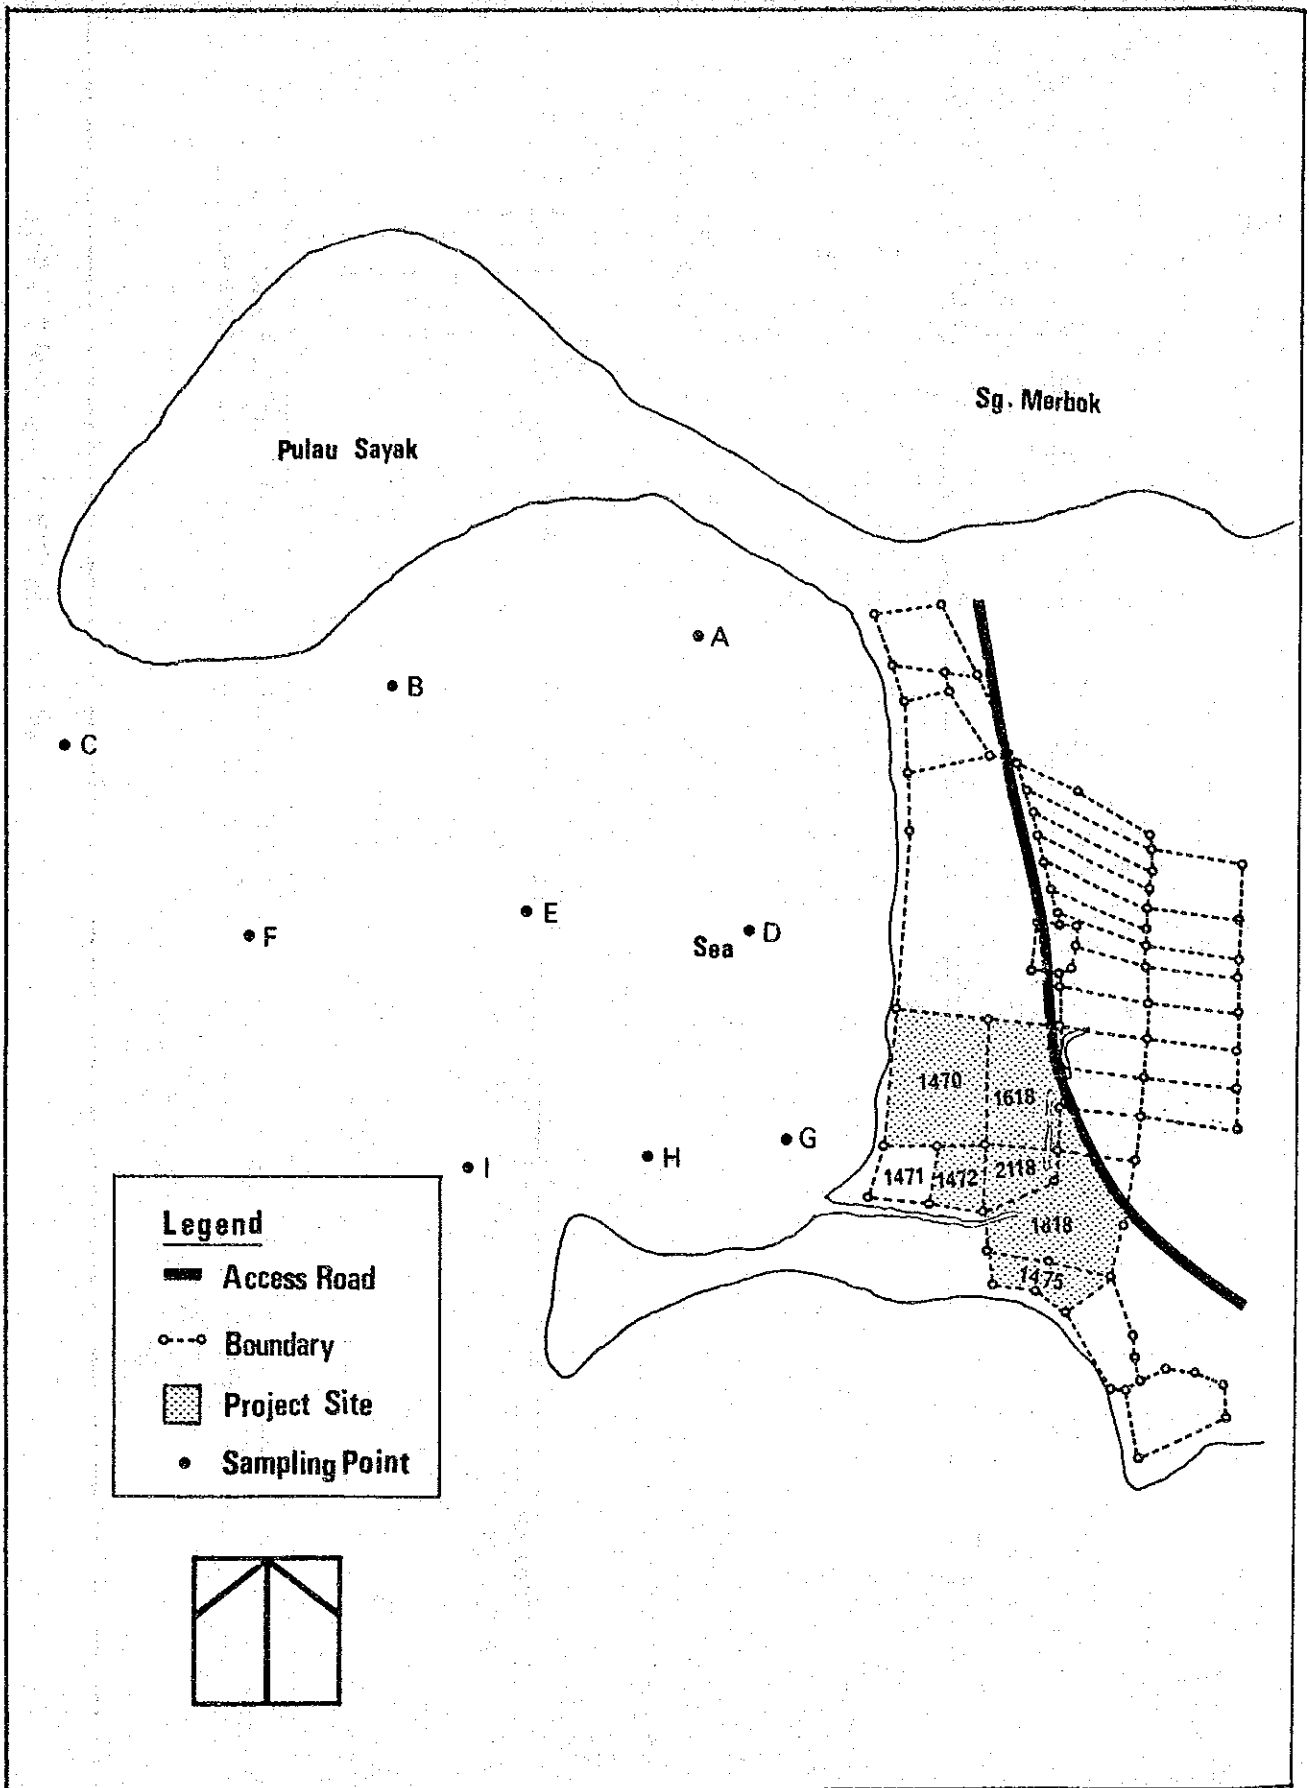 Sg. Merbok
Pulau Sayak
A
B
C
E
F
Sea
D
1470
1618
G
H
I
1471
1472
2118
1818
1475
Legend
Access Road
Boundary
Project Site
Sampling Point